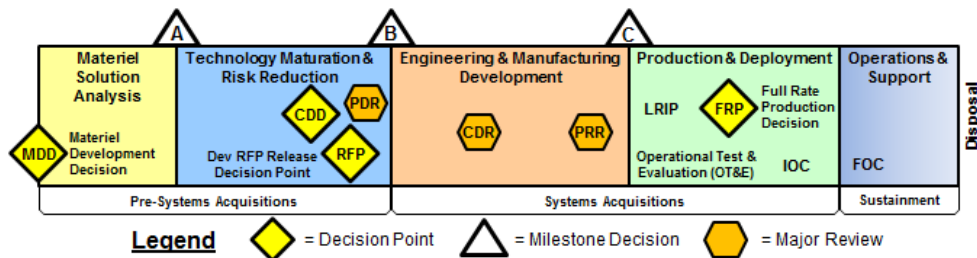 A
B
C
Materiel
Solution
Analysis
Technology Maturation &
Risk Reduction
Engineering & Manufacturing
Development
Production & Deployment
Operations &
Support
Disposal
MDD
Materiel
Development
Decision
CDD
PDR
Dev RFP Release
Decision Point
RFP
CDR
PRR
LRIP
FRP
Full Rate
Production
Decision
Operational Test &
Evaluation (OT&E)
IOC
FOC
Pre-Systems Acquisitions
Systems Acquisitions
Sustainment
Legend
= Decision Point
= Milestone Decision
= Major Review